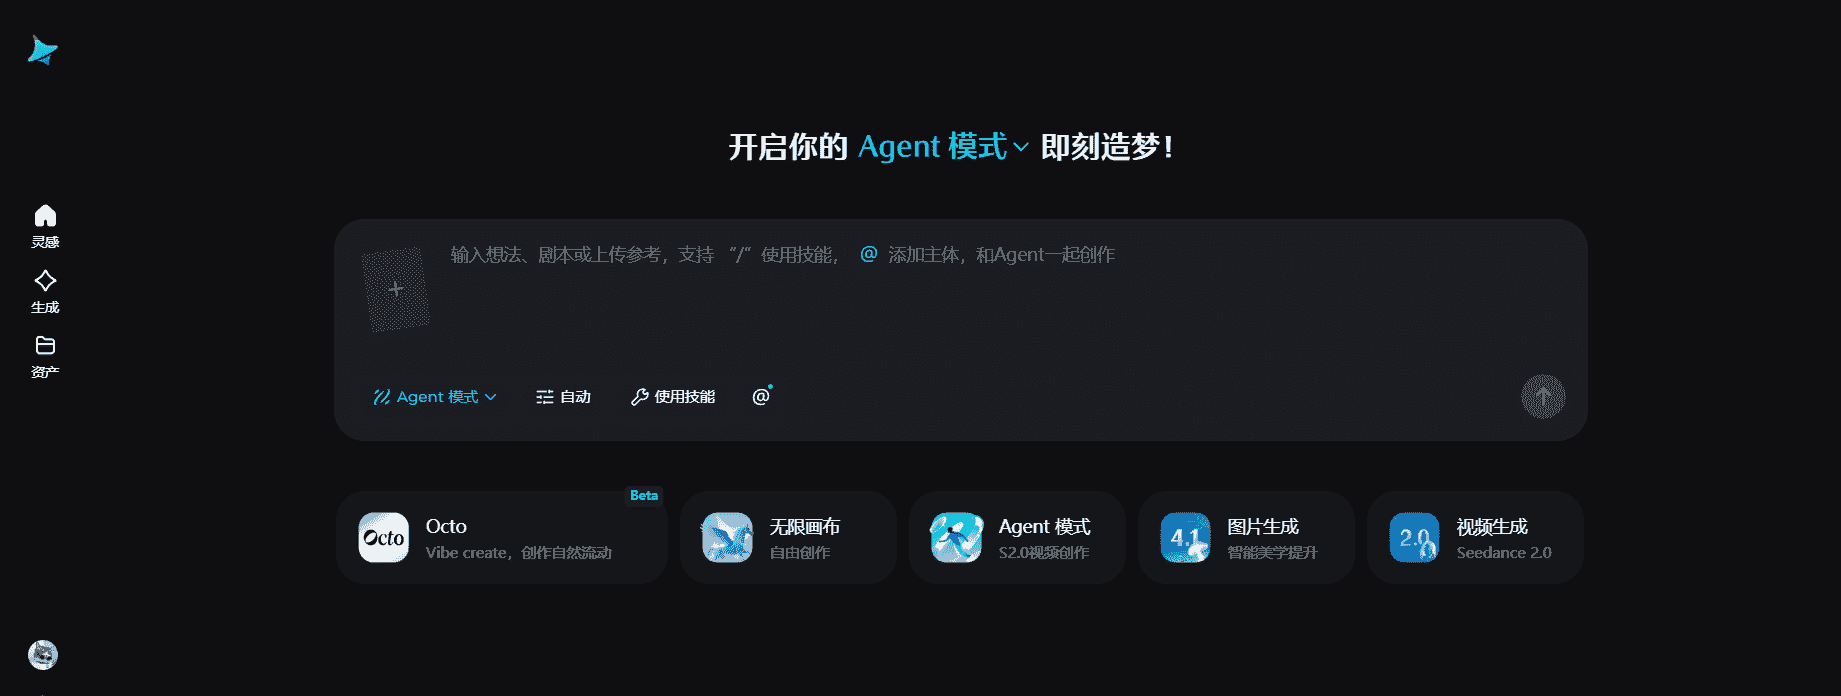 开启你的 Agent 模式 即刻造梦！
灵感
生成
资产
输入想法、剧本或上传参考，支持 “/“ 使用技能， @ 添加主体，和Agent一起创作
Agent 模式
自动
使用技能
@
Beta
Octo
Octo
Vibe create，创作自然流动
无限画布
自由创作
Agent 模式
S2.0视频创作
4.1
图片生成
智能美学提升
2.0
视频生成
Seedance 2.0